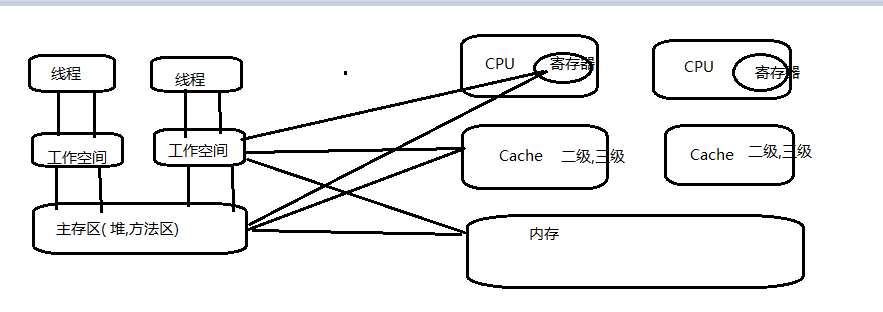 线程
线程
CPU
寄存器
CPU
寄存器
工作空间
工作空间
Cache
二级,三级
Cache
二级,三级
主存区( 堆,方法区)
内存